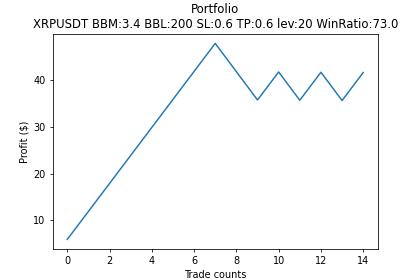 Portfolio
XRPUSDT BBM:3.4 BBL:200 SL:0.6 TP:0.6 lev:20 WinRatio:73.0
Profit ($)
40
30
20
10
0 2 4 6 8 10 12 14
Trade counts